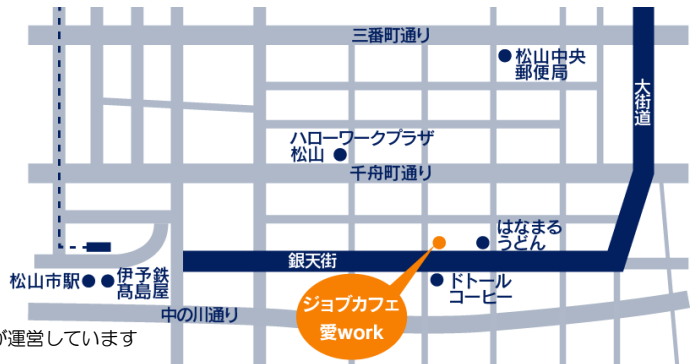 三番町通り
松山中央
郵便局
大街道
ハローワークプラザ
松山
千舟町通り
はなまる
うどん
銀天街
松山市駅
伊予鉄
髙島屋
ドトール
コーヒー
ジョブカフェ
愛work
中の川通り
が運営しています